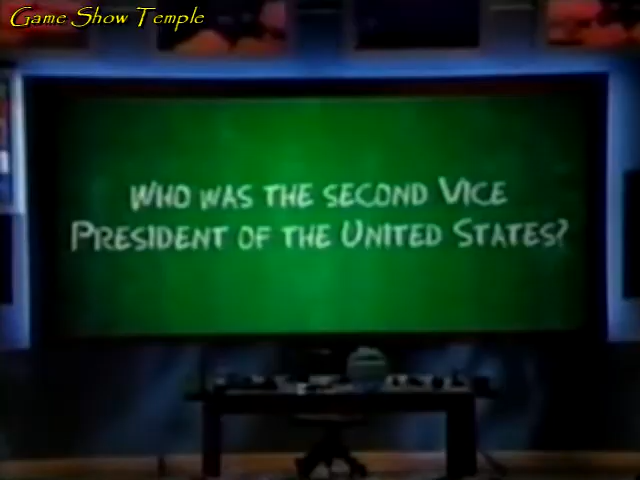 Game Show Temple
Who was the second Vice
President of the United States?